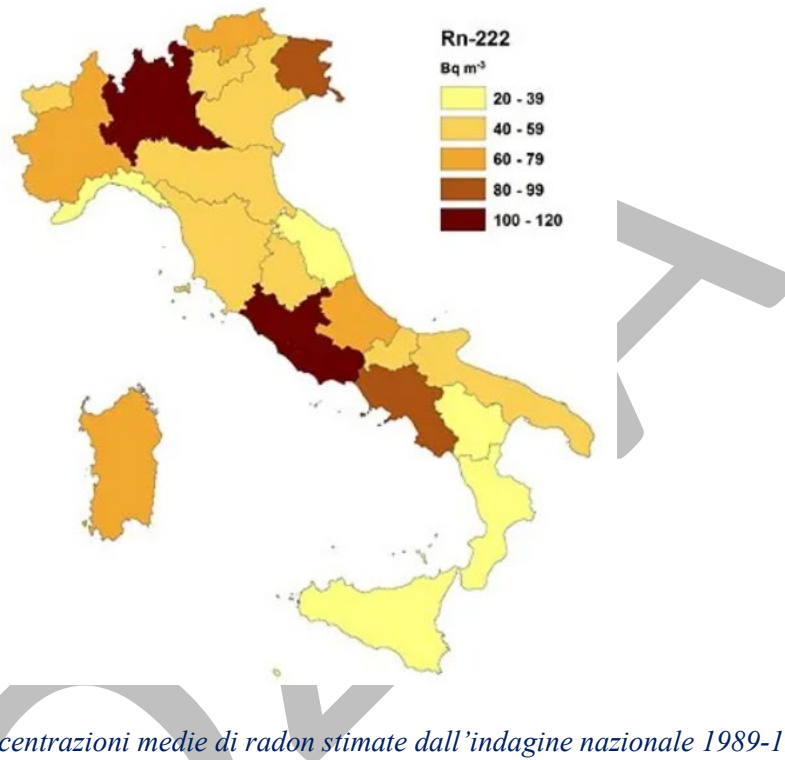 Rn-222
Bq m-3
20 - 39
40 - 59
60 - 79
80 - 99
100 - 120
centrazioni medie di radon stimate dall'indagine nazionale 1989-1